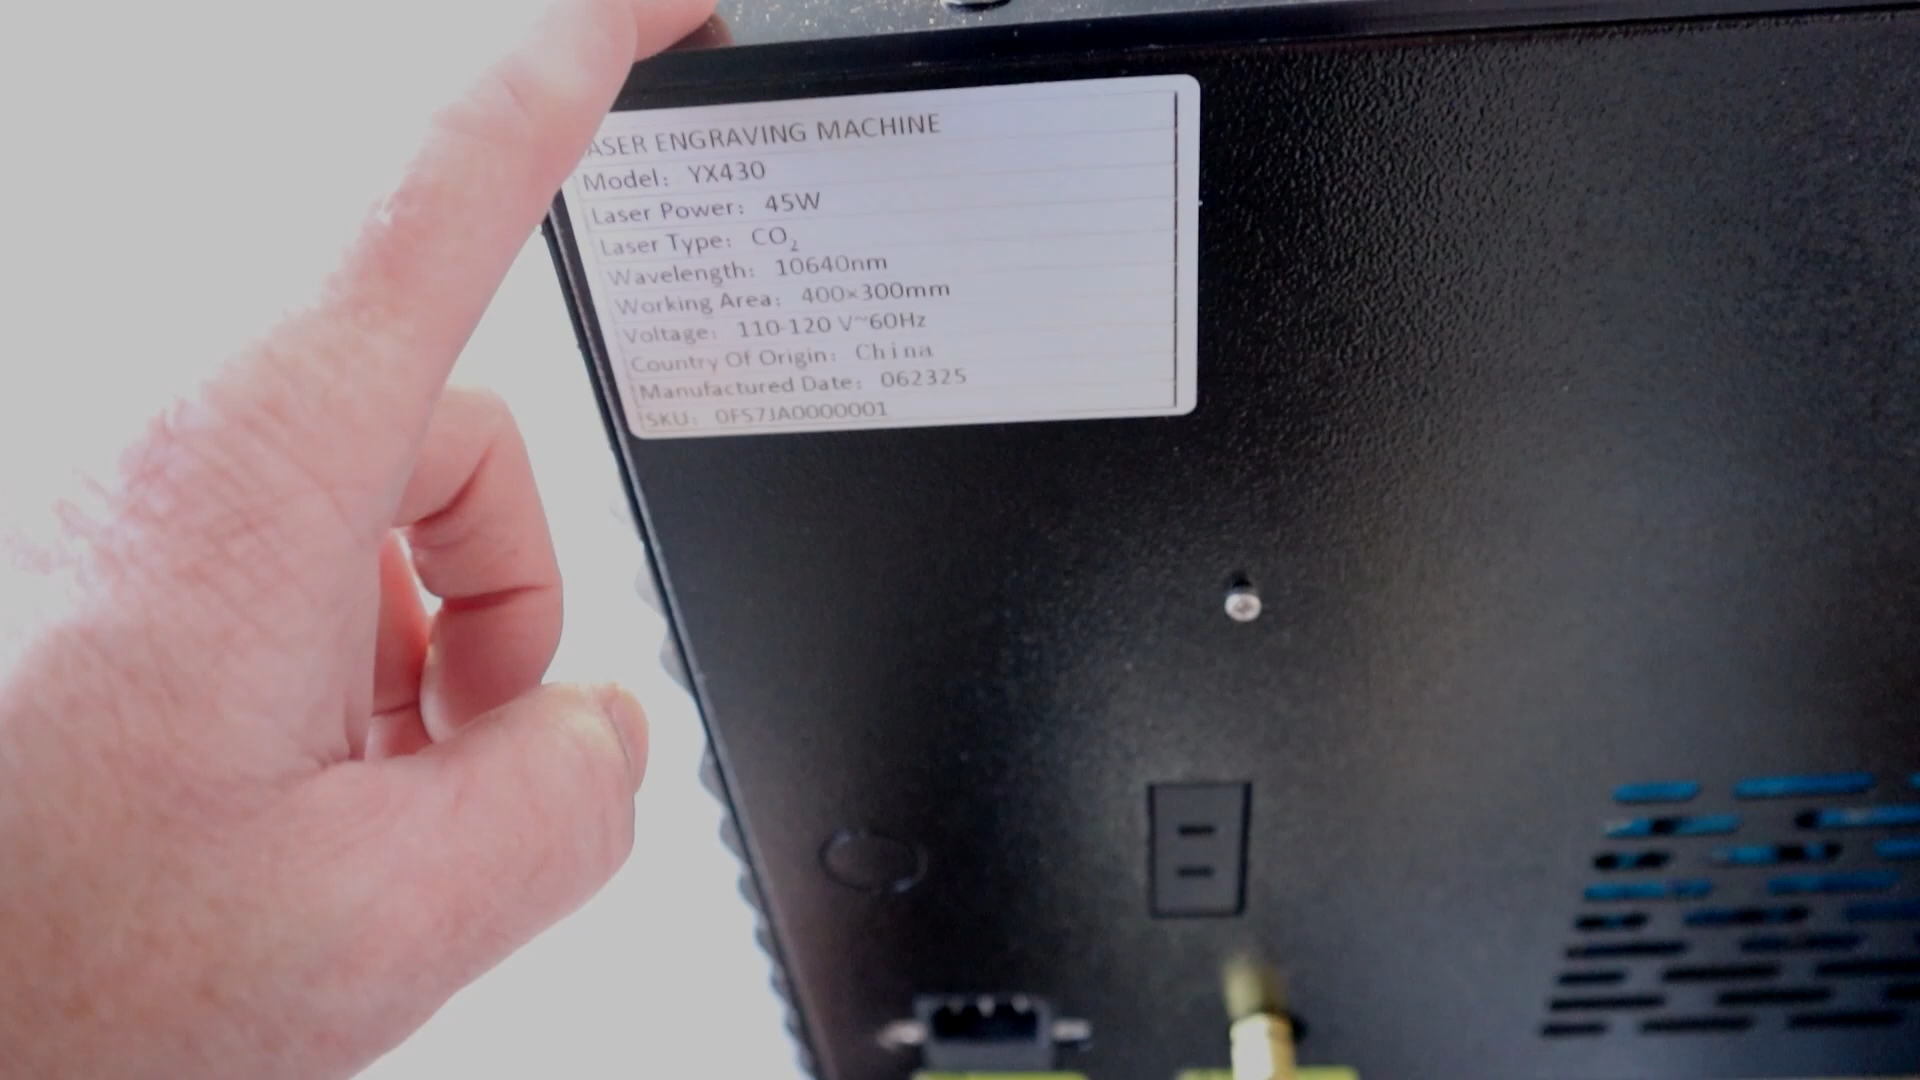 ASER ENGRAVING MACHINE
Model: YX430
Laser Power: 45W
Laser Type: CO₂
Wavelength: 10640nm
Working Area: 400×300mm
Voltage: 110-120 V~60Hz
Country Of Origin: China
Manufactured Date: 062325
SKU: 0FS7JA0000001